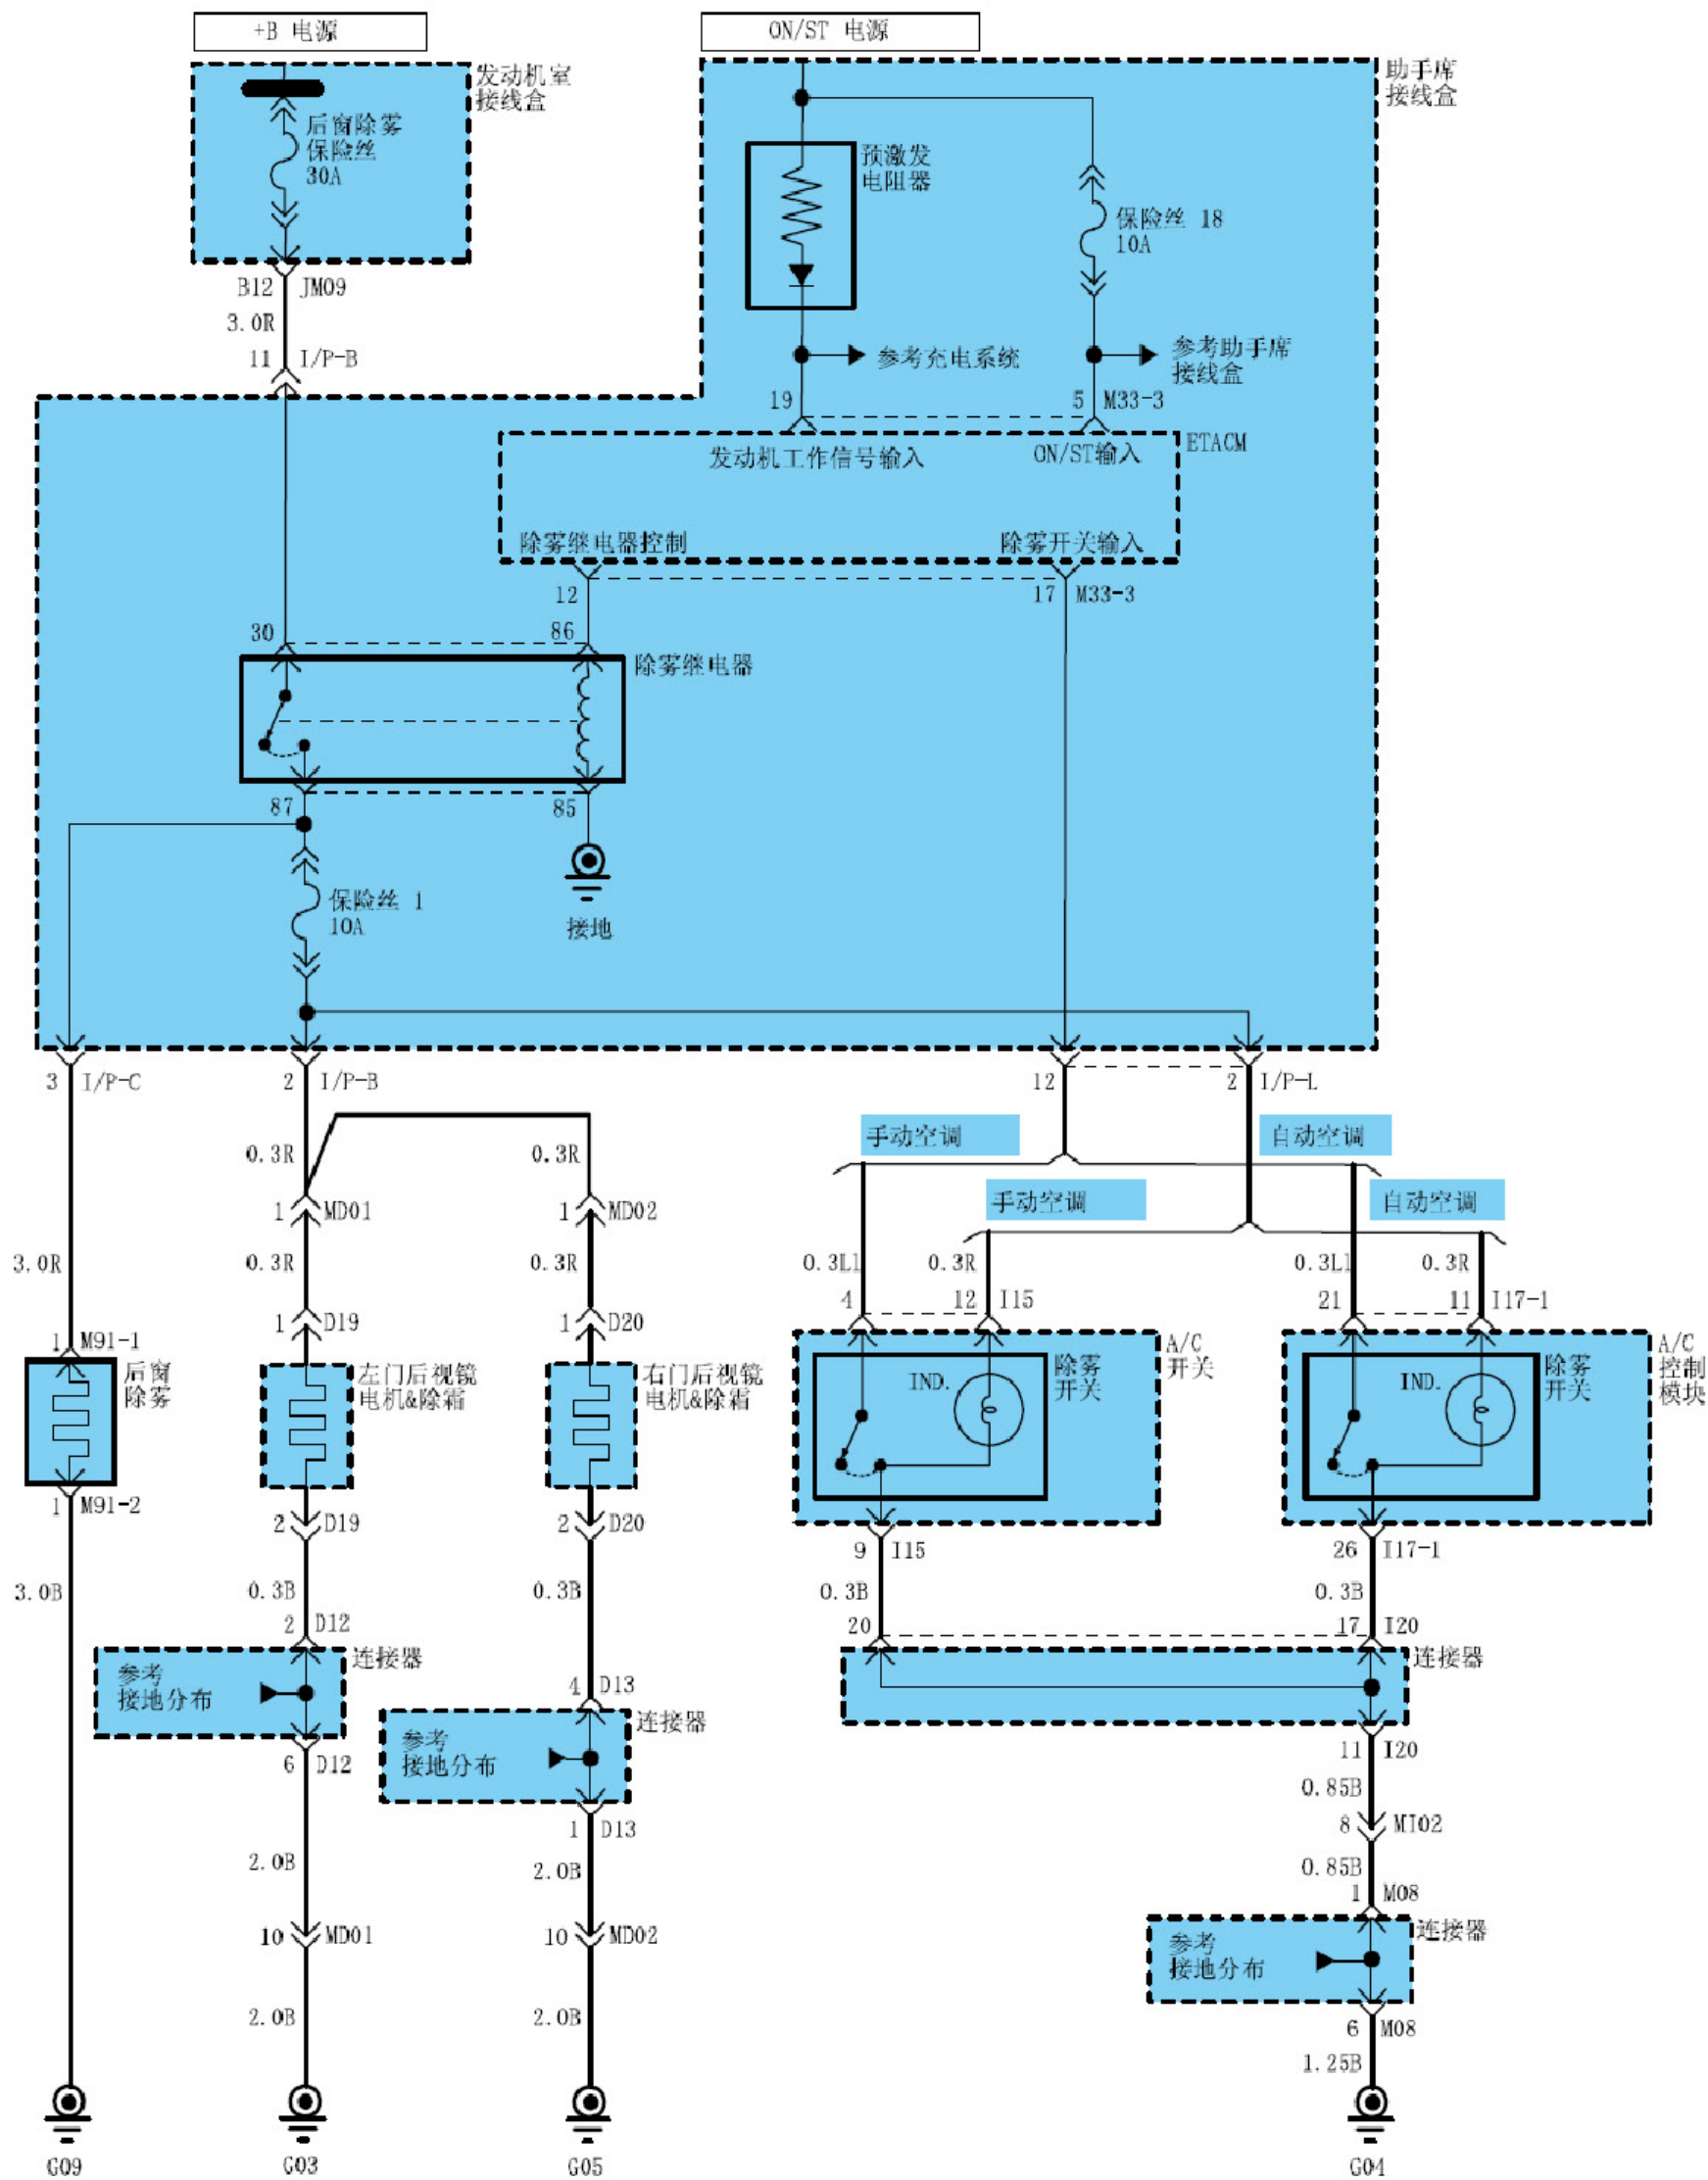 +B 电源
ON/ST 电源
发动机室
接线盒
助手席
接线盒
后窗除雾
保险丝
30A
预激发
电阻器
保险丝 18
10A
B12 JM09
3.0R
11 I/P-B
参考充电系统
参考助手席
接线盒
19
5 M33-3
ETACM
发动机工作信号输入
ON/ST输入
除雾继电器控制
除雾开关输入
12
17 M33-3
30
86
除雾继电器
87
85
保险丝 1
10A
接地
3 I/P-C
2 I/P-B
12
2 I/P-L
手动空调
自动空调
0.3R
0.3R
手动空调
自动空调
1 MD01
1 MD02
3.0R
0.3R
0.3R
0.3L1
0.3R
0.3L1
0.3R
4
12 I15
21
11 I17-1
1 D19
1 D20
1 M91-1
后窗
除雾
左门后视镜
电机&除霜
右门后视镜
电机&除霜
IND.
除雾
开关
A/C
开关
IND.
除雾
开关
A/C
控制
模块
1 M91-2
2 D19
2 D20
9 I15
26 I17-1
3.0B
0.3B
0.3B
0.3B
0.3B
2 D12
20
17 I20
连接器
参考
接地分布
连接器
4 D13
连接器
参考
接地分布
6 D12
11 I20
0.85B
1 D13
8 MI02
2.0B
2.0B
0.85B
1 M08
10 MD01
10 MD02
连接器
参考
接地分布
2.0B
2.0B
6 M08
1.25B
G09
G03
G05
G04